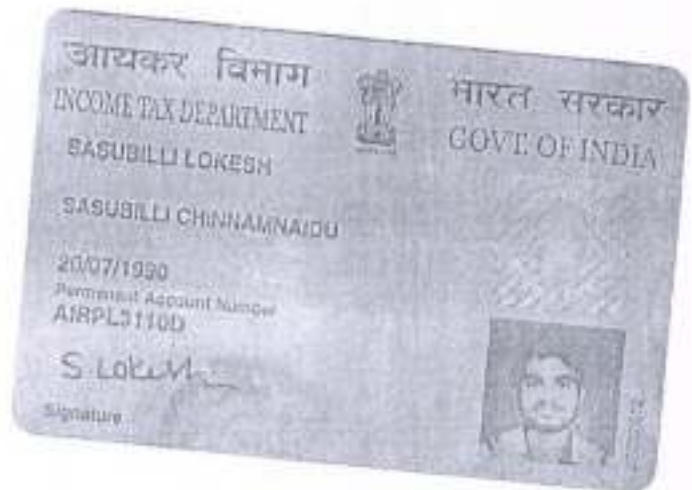 आयकर विभाग
INCOME TAX DEPARTMENT
भारत सरकार
GOVT. OF INDIA
SASUBILLI LOKESH
SASUBILLI CHINNAMNAIDU
20/07/1990
Permanent Account Number
AIRPL3110D
S Lokesh
Signature